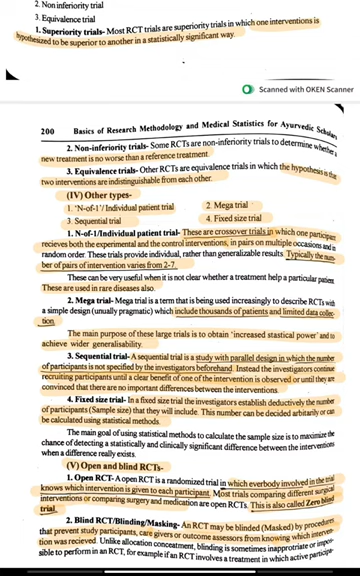 2. Non inferiority trial
3. Equivalence trial
1. Superiority trials- Most RCT trials are superiority trials in which one interventions is
hypothesized to be superior to another in a statistically significant way.
Scanned with OKEN Scanner
200 Basics of Research Methodology and Medical Statistics for Ayurvedic Scholars
2. Non-inferiority trials- Some RCTs are non-inferiority trials to determine whether a
new treatment is no worse than a reference treatment.
3. Equivalence trials- Other RCTs are equivalence trials in which the hypothesis is that
two interventions are indistinguishable from each other.
(IV) Other types-
1. 'N-of-1'/Individual patient trial 2. Mega trial-
3. Sequential trial 4. Fixed size trial-
1. N-of-1/Individual patient trial- These are crossover trials in which one participant
recieves both the experimental and the control interventions, in pairs on multiple occasions and in
random order. These trials provide individual, rather than generalizable results. Typically the num-
ber of pairs of intervention varies from 2-7.
These can by very useful when it is not clear whether a treatment help a particular patient.
These are used in rare diseases also.
2. Mega trial- Mega trial is a term that is being used increasingly to describe RCTs with
a simple design (unually pragmatic) which include thousands of patients and limited data collec-
tion.
The main purpose of these large trials is to obtain 'increased stastical power' and to
achieve wider generalisability.
3. Sequential trial- A sequential trial is a study with parallel design in which the number
of participants is not specified by the investigators beforehand. Instead the investigators continue
recruiting participants until a clear benefit of one of the intervention is observed or until they are
convinced that there are no important differences between the interventions.
4. Fixed size trial- In a fixed size trial the investigators establish deductively the number
of participants (Sample size) that they will include. This number can be decided arbitarily or can
be calculated using statistical methods.
The main goal of using statistical methods to calculate the sample size is to maximize the
chance of detecting a statistically and clinically significant difference between the interventions
when a difference really exists.
(V) Open and blind RCTs-
1. Open RCT- A open RCT is a randomized trial in which everbody involved in the trial
knows which intervention is given to each participant. Most trials comparing different surgical
interventions or comparing surgery and medication are open RCTs. This is also called Zero blind
trial.
2. Blind RCT/Blinding/Masking- An RCT may be blinded (Masked) by procedures
that prevent study participants, care givers or outcome assessors from knowing which interven-
tion was recieved. Unlike allocation concealment, blinding is sometimes inappropriate or impos-
sible to perform in an RCT, for example if an RCT involves a treatment in which active particip-